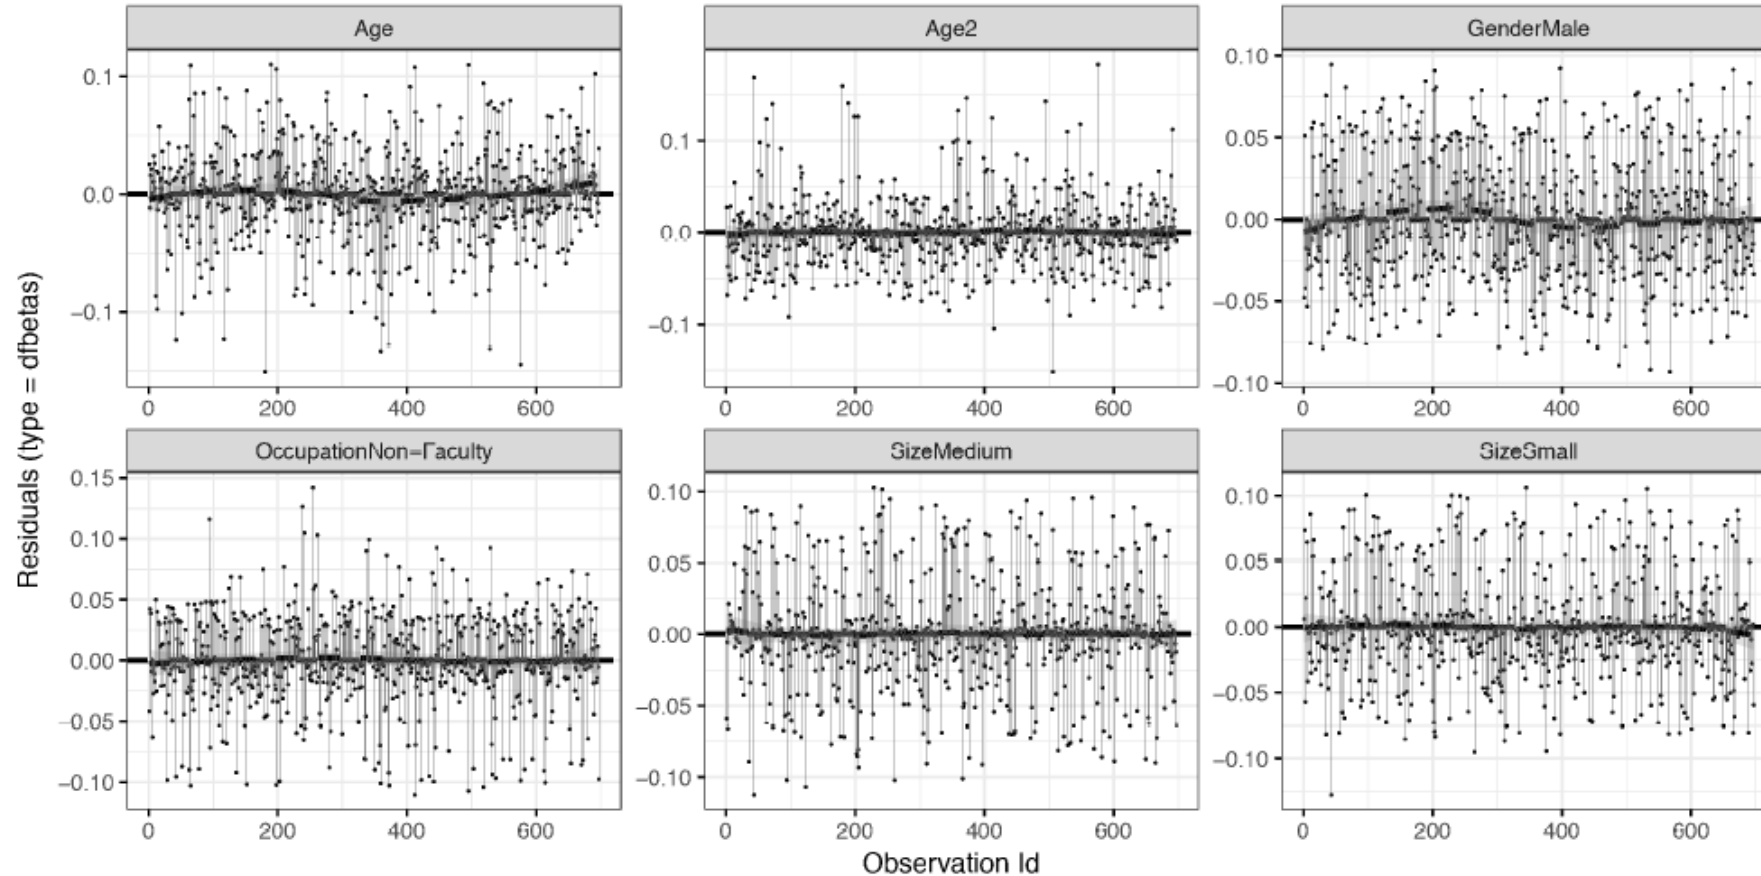 Age
Age2
GenderMale
0.1
0.0
−0.1
0 200 400 600
0.1
0.0
−0.1
0 200 400 600
0.10
0.05
0.00
−0.05
−0.10
0 200 400 600
OccupationNon−Faculty
SizeMedium
SizeSmall
0.15
0.10
0.05
0.00
−0.05
−0.10
0 200 400 600
0.10
0.05
0.00
−0.05
−0.10
0 200 400 600
0.10
0.05
0.00
−0.05
−0.10
0 200 400 600
Residuals (type = dfbetas)
Observation Id